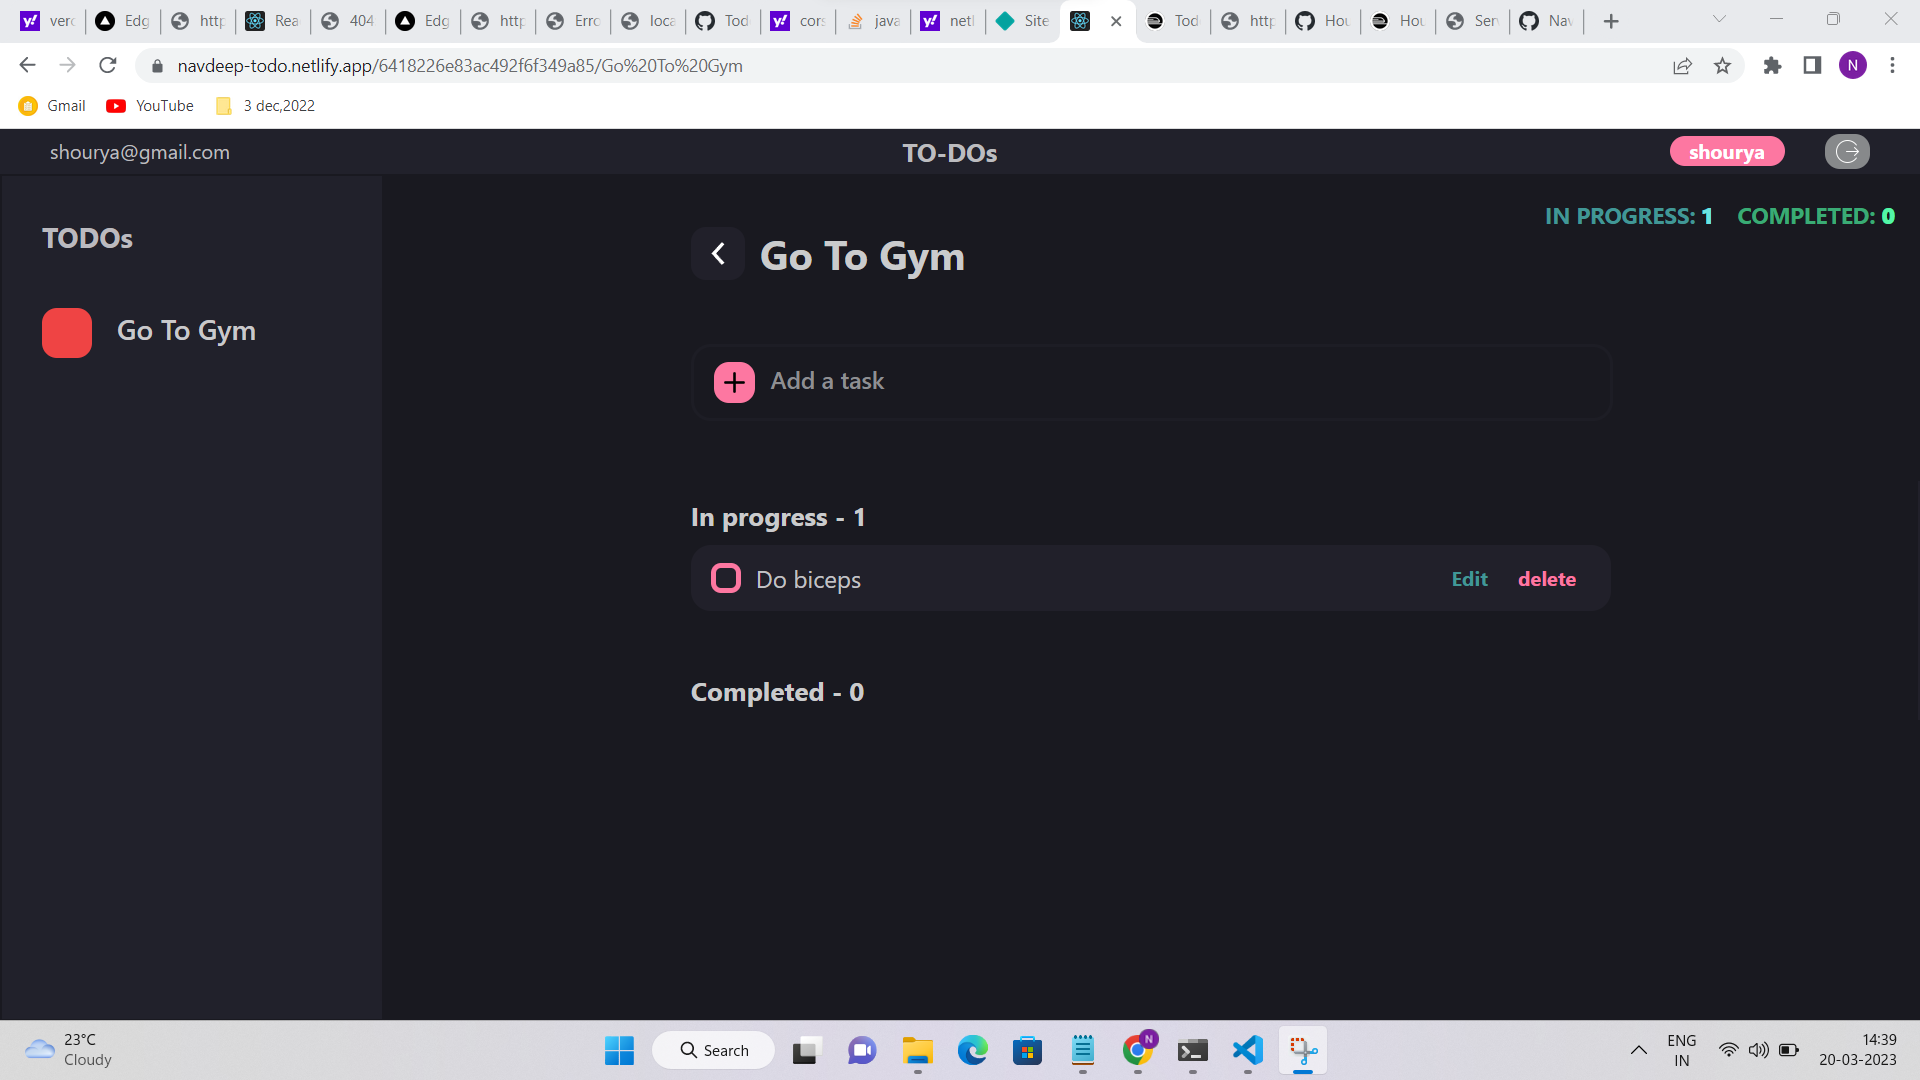 verc Edg http Rea 404 Edg http Erro loca Tod cors java netl Site Tod http Hou Hou Ser Nav
navdeep-todo.netlify.app/6418226e83ac492f6f349a85/Go%20To%20Gym
N
Gmail YouTube 3 dec,2022
shourya@gmail.com TO-DOs shourya
IN PROGRESS: 1 COMPLETED: 0
TODOs
Go To Gym
Go To Gym
Add a task
In progress - 1
Do biceps Edit delete
Completed - 0
23°C
Cloudy
Search
N
ENG
IN
14:39
20-03-2023